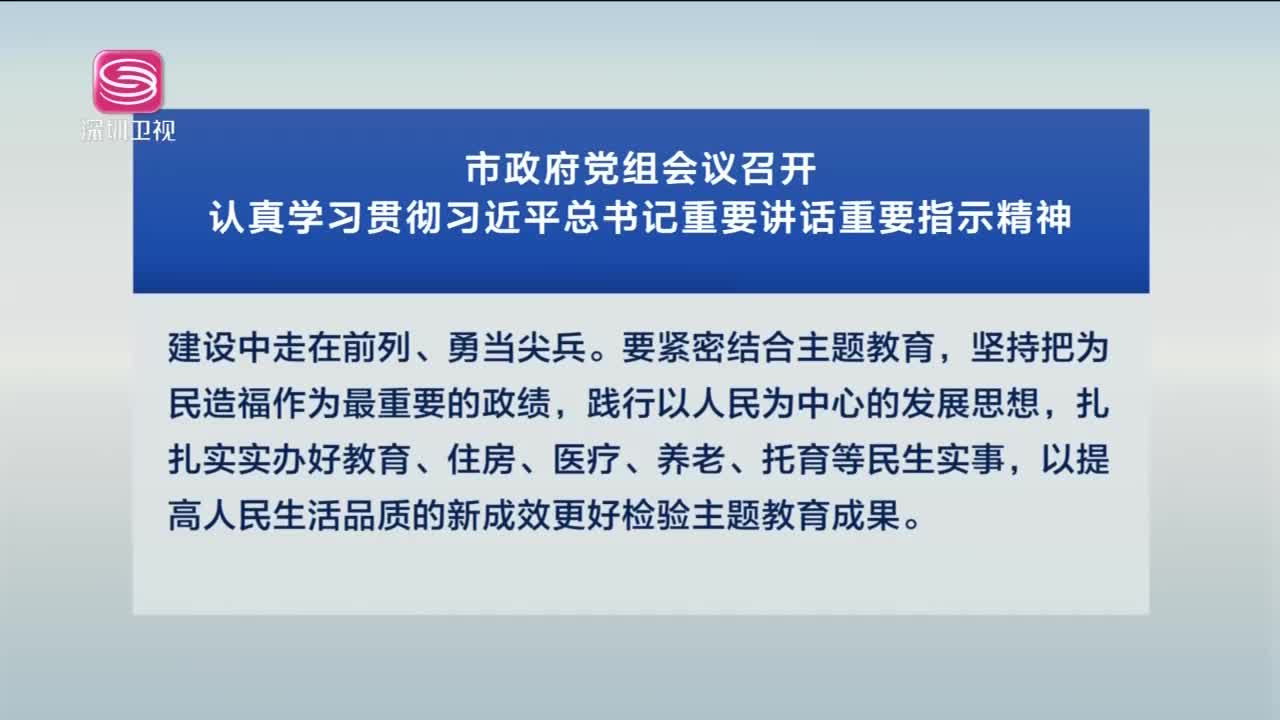 深圳卫视
市政府党组会议召开
认真学习贯彻习近平总书记重要讲话重要指示精神
建设中走在前列、勇当尖兵。要紧密结合主题教育，坚持把为
民造福作为最重要的政绩，践行以人民为中心的发展思想，扎
扎实实办好教育、住房、医疗、养老、托育等民生实事，以提
高人民生活品质的新成效更好检验主题教育成果。